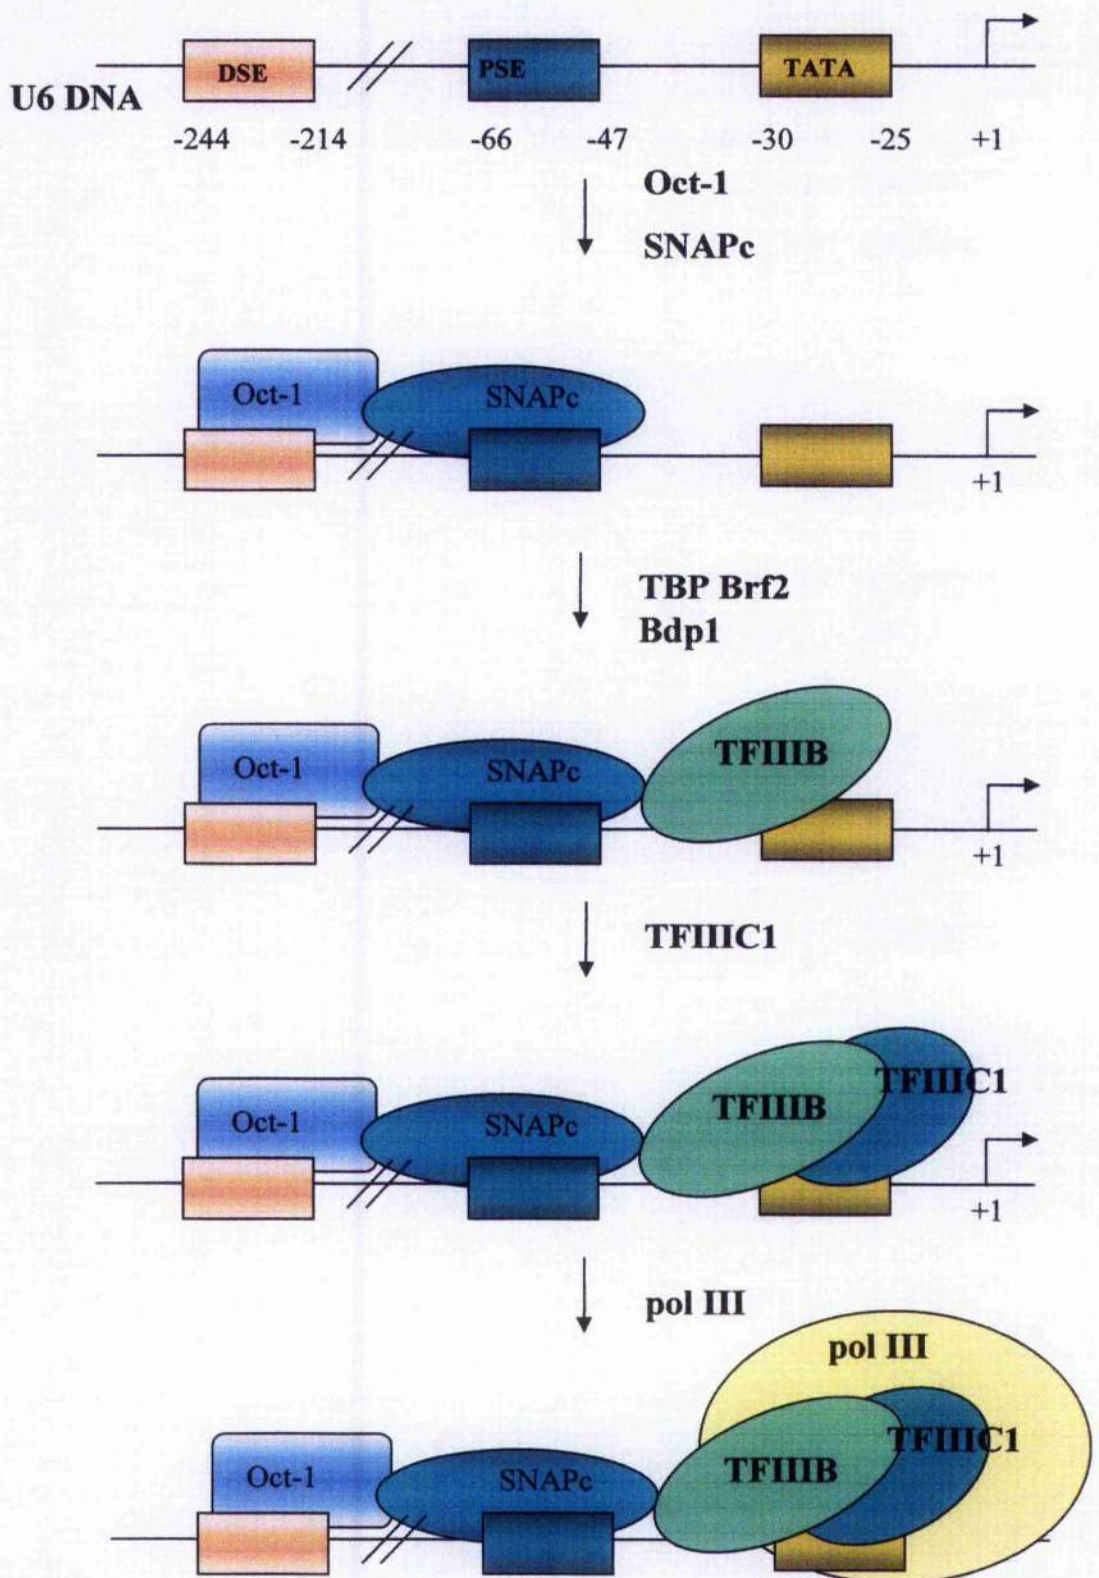 DSE PSE TATA
U6 DNA
-244 -214 -66 -47 -30 -25 +1
Oct-1
SNAPc
Oct-1 SNAPc
+1
TBP Brf2
Bdp1
Oct-1 SNAPc TFIIIB
+1
TFIIIC1
Oct-1 SNAPc TFIIIB TFIIIC1
+1
pol III
pol III
Oct-1 SNAPc TFIIIB TFIIIC1